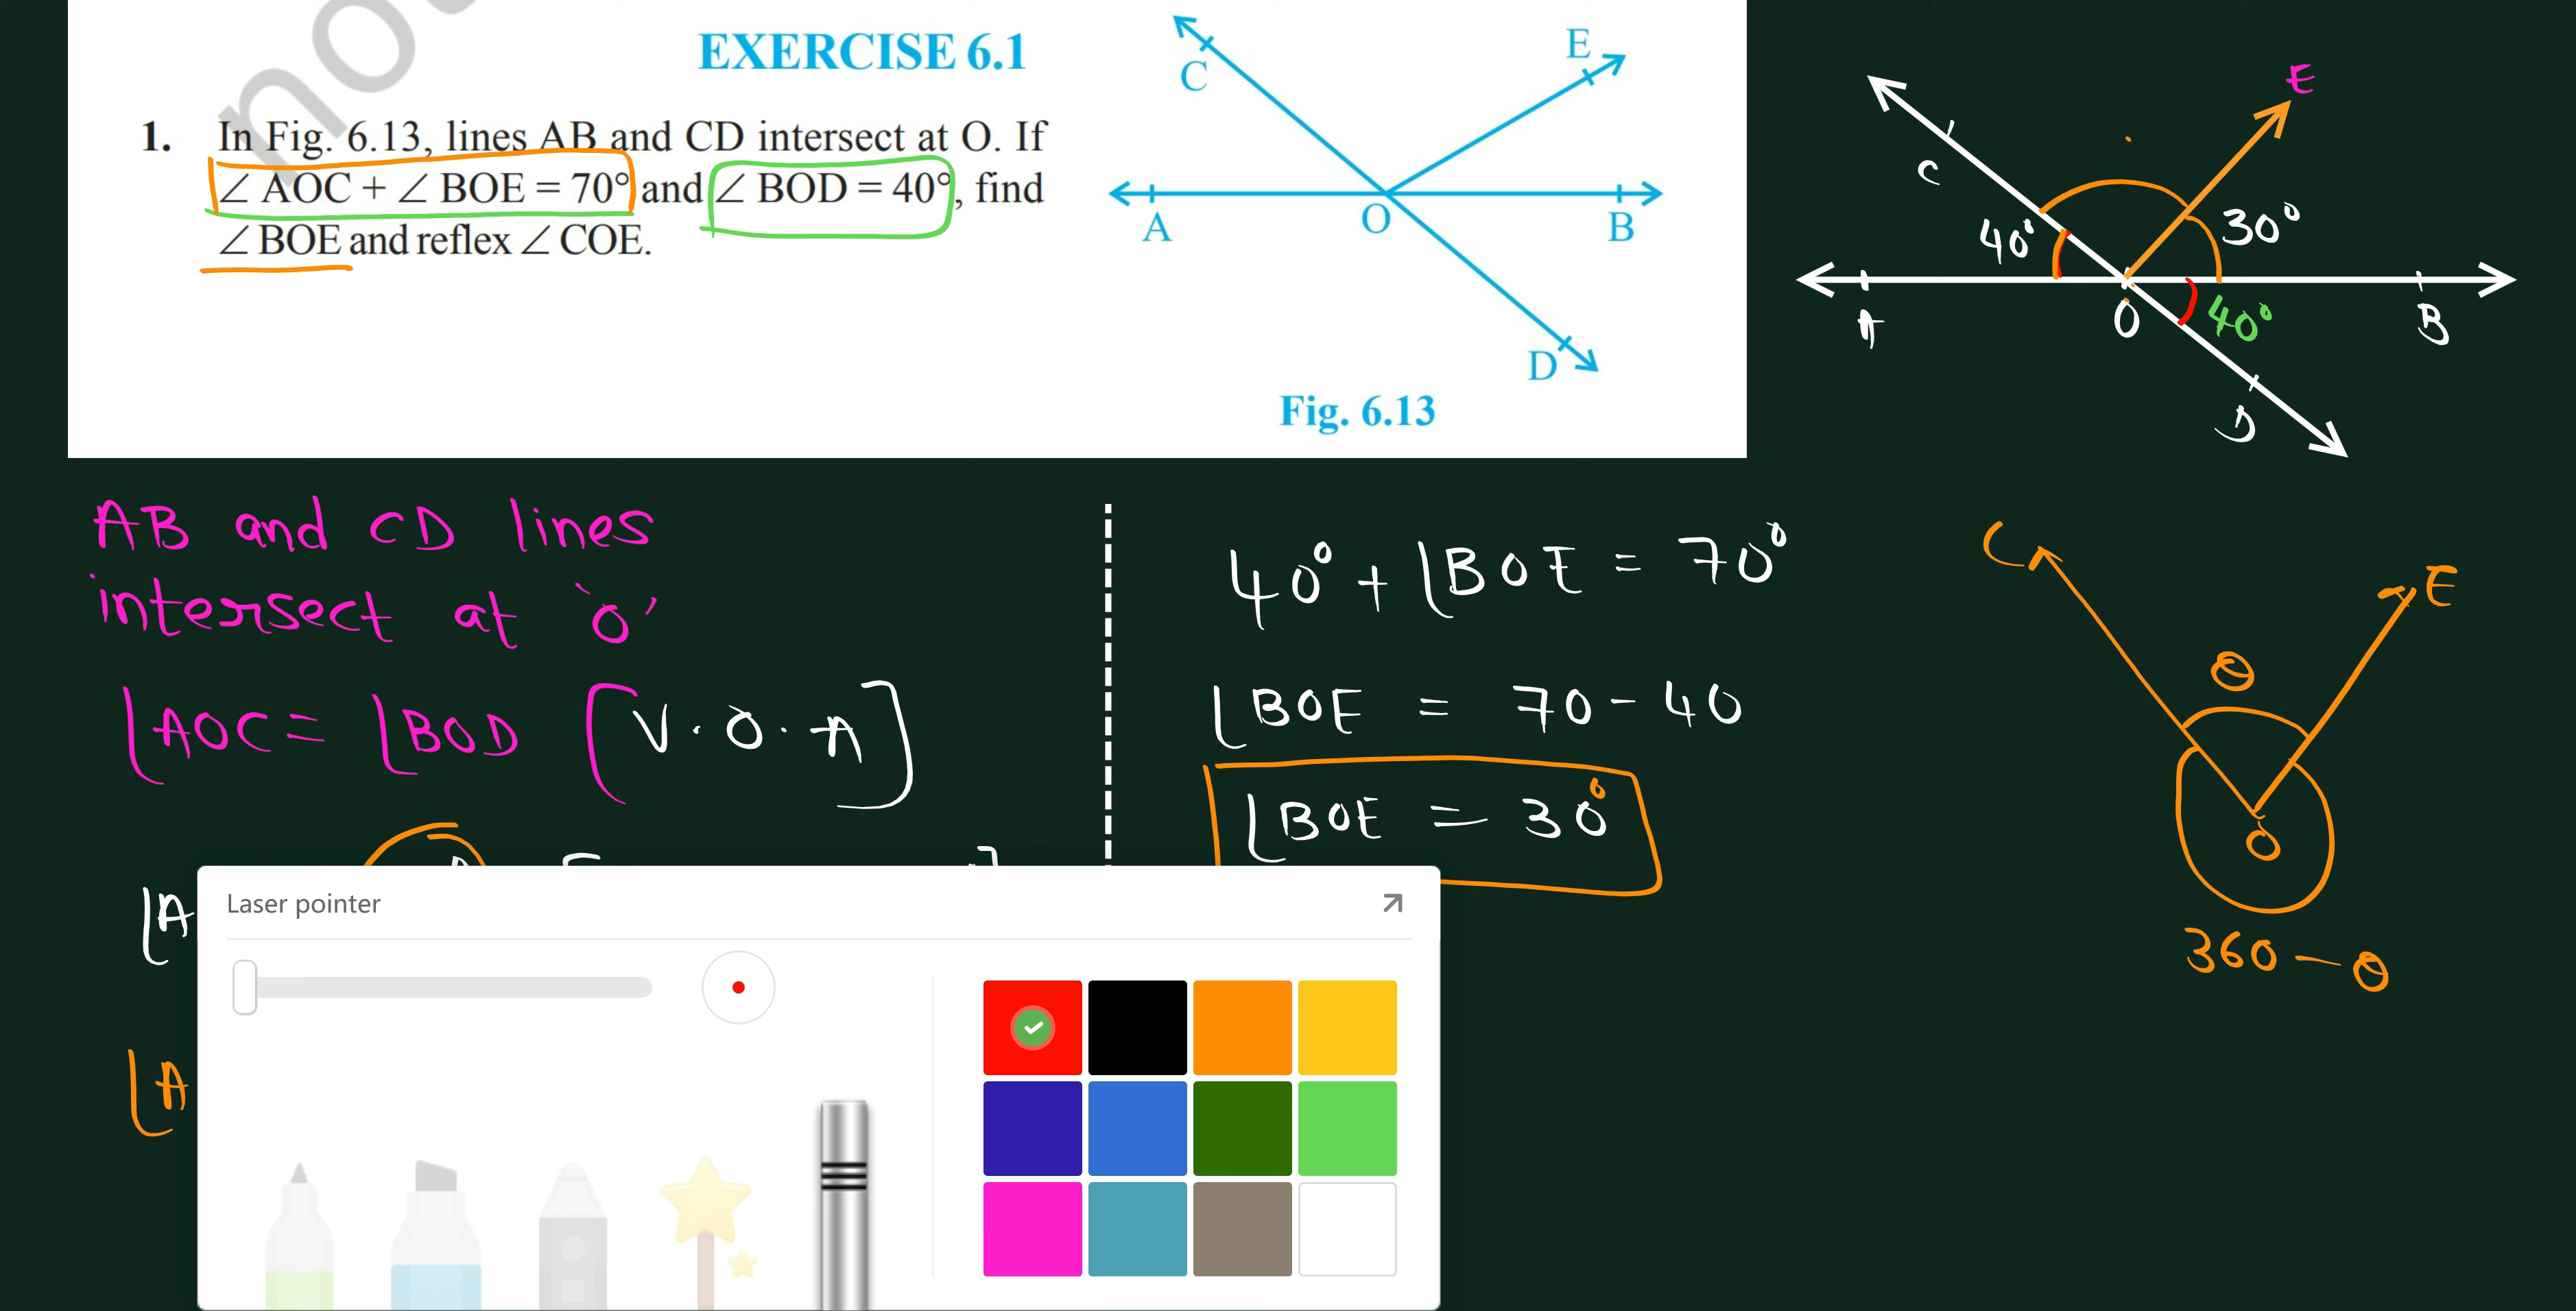 EXERCISE 6.1
1. In Fig. 6.13, lines AB and CD intersect at O. If
∠ AOC + ∠ BOE = 70° and ∠ BOD = 40°, find
∠ BOE and reflex ∠ COE.
C
E
A
O
B
D
Fig. 6.13
E
C
40°
30°
A
O
40°
B
D
AB and CD lines
intersect at 'O'
∠AOC = ∠BOD [V.O.A]
∠A
∠A
40° + ∠BOE = 70°
∠BOE = 70 - 40
∠BOE = 30°
C
E
θ
O
360 - θ
Laser pointer